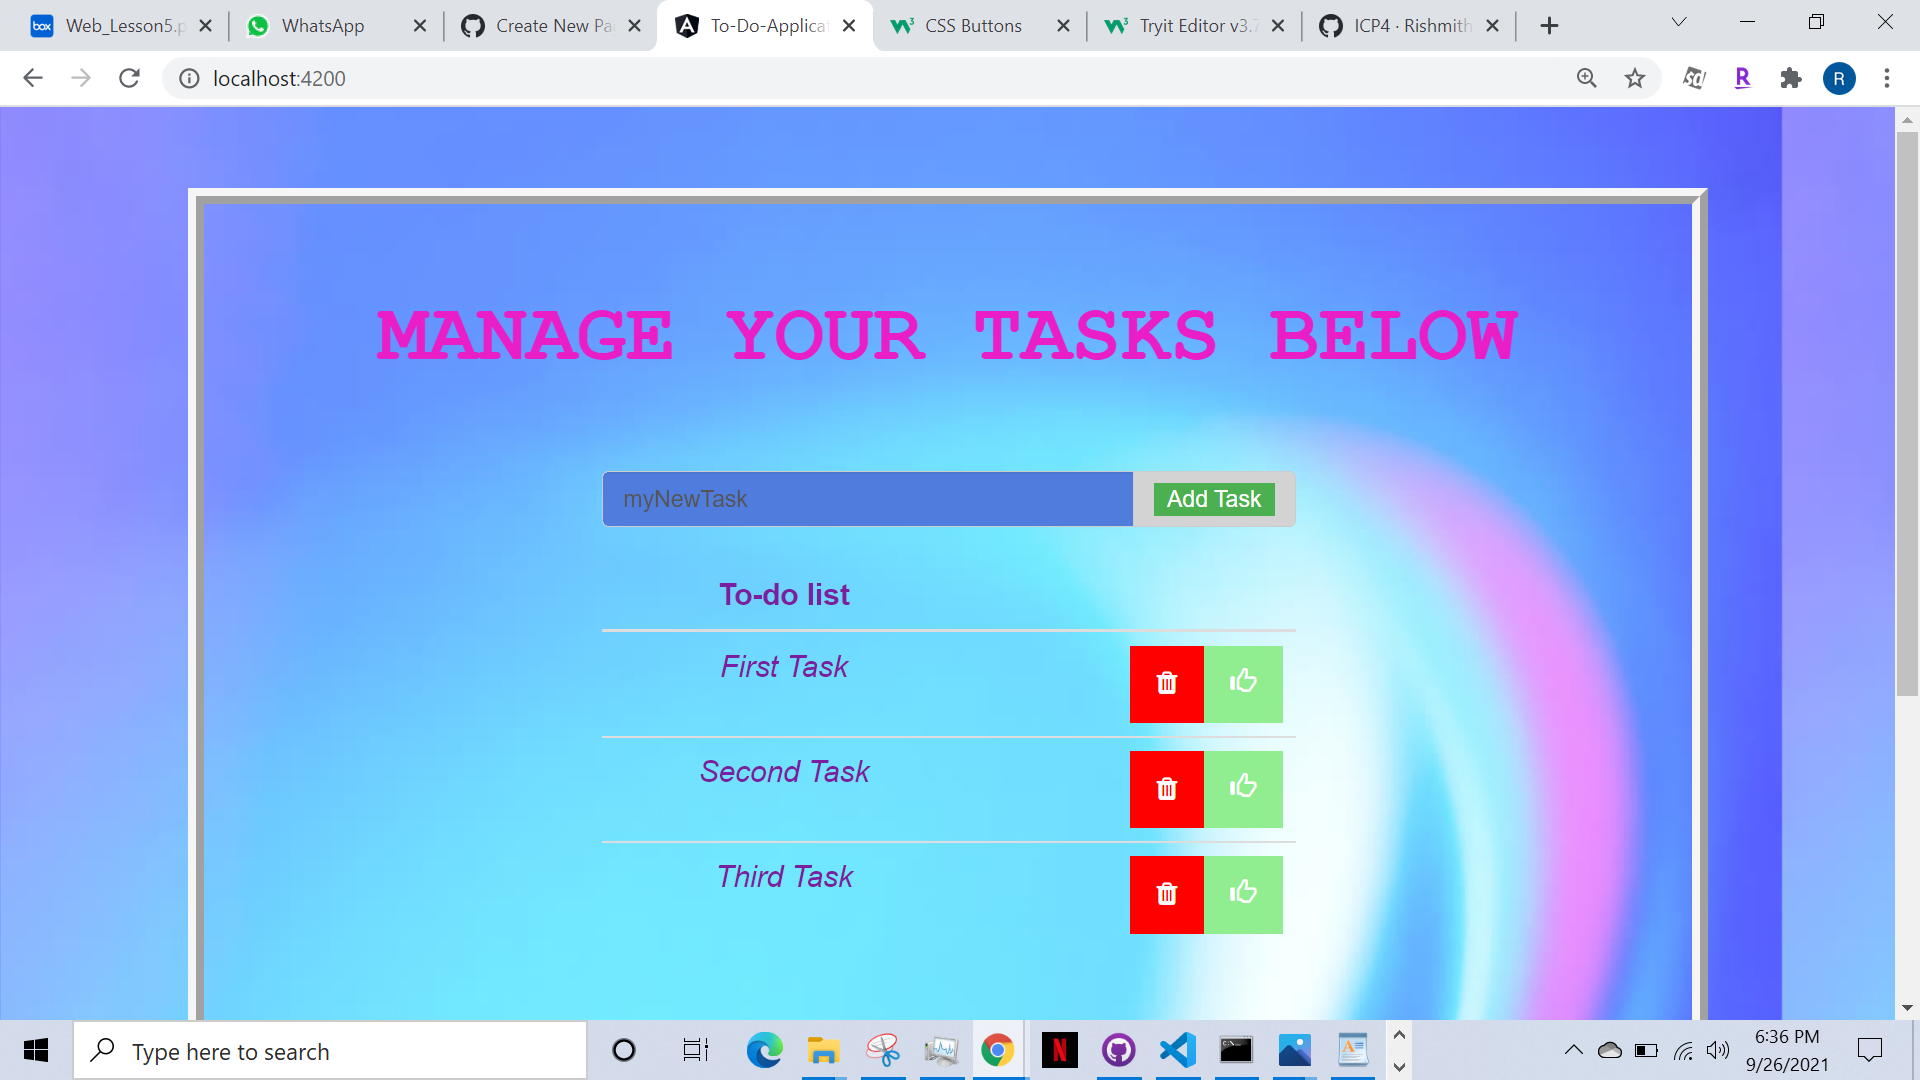 Web_Lesson5.p
WhatsApp
Create New Pa
To-Do-Applicat
CSS Buttons
Tryit Editor v3.7
ICP4 · Rishmith
localhost:4200
R
R
MANAGE YOUR TASKS BELOW
myNewTask
Add Task
To-do list
First Task
Second Task
Third Task
Type here to search
6:36 PM
9/26/2021